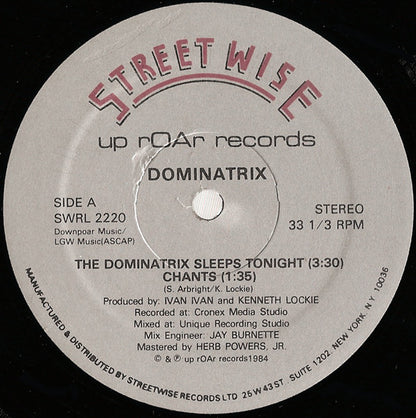 STREETWISE
up rOAr records
DOMINATRIX
SIDE A
SWRL 2220
Downpoar Music/
LGW Music(ASCAP)
STEREO
33 1/3 RPM
THE DOMINATRIX SLEEPS TONIGHT (3:30)
CHANTS (1:35)
(S. Arbright/K. Lockie)
Produced by: IVAN IVAN and KENNETH LOCKIE
Recorded at: Cronex Media Studio
Mixed at: Unique Recording Studio
Mix Engineer: JAY BURNETTE
Mastered by: HERB POWERS, JR.
© & ℗ up rOAr records1984
MANUFACTURED & DISTRIBUTED BY STREETWISE RECORDS LTD 25 W 43 ST. SUITE 1202. NEW YORK, N Y 10036